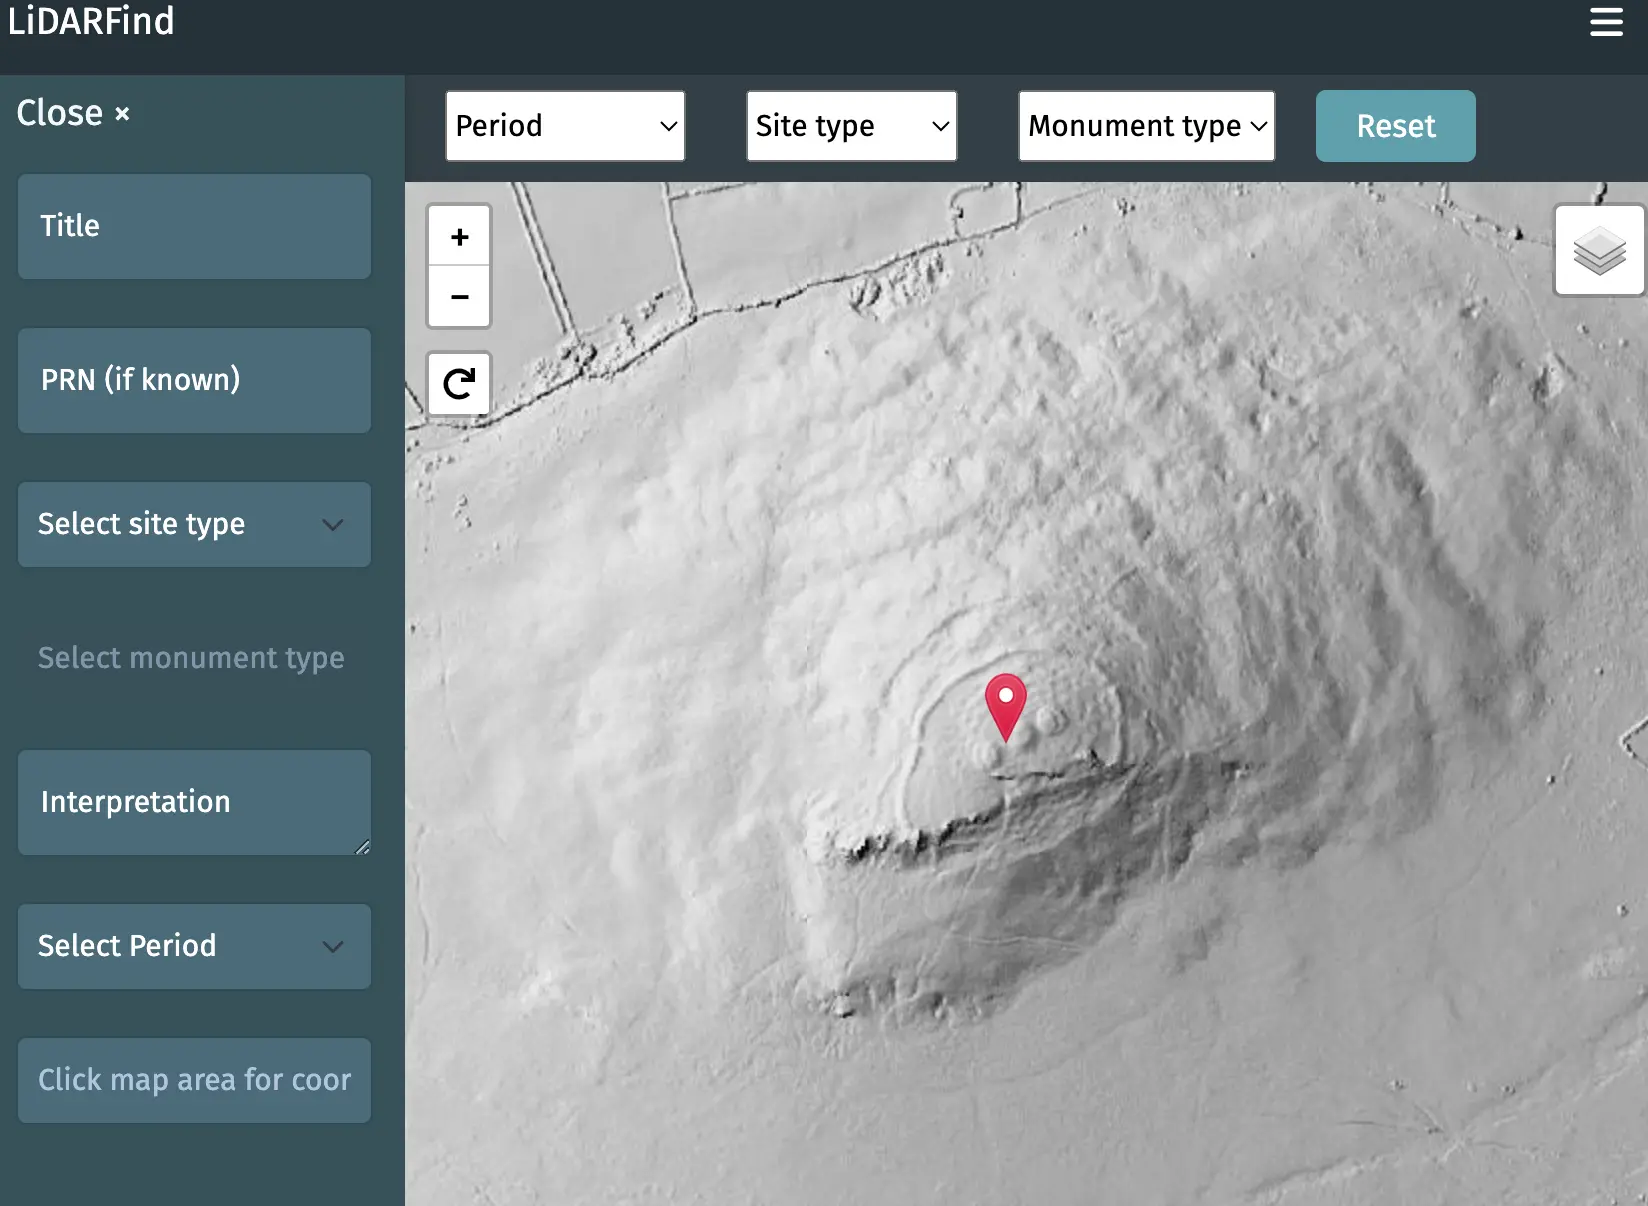 LiDARFind
Close ×
Period
Site type
Monument type
Reset
Title
PRN (if known)
Select site type
Select monument type
Interpretation
Select Period
Click map area for coor
+
−